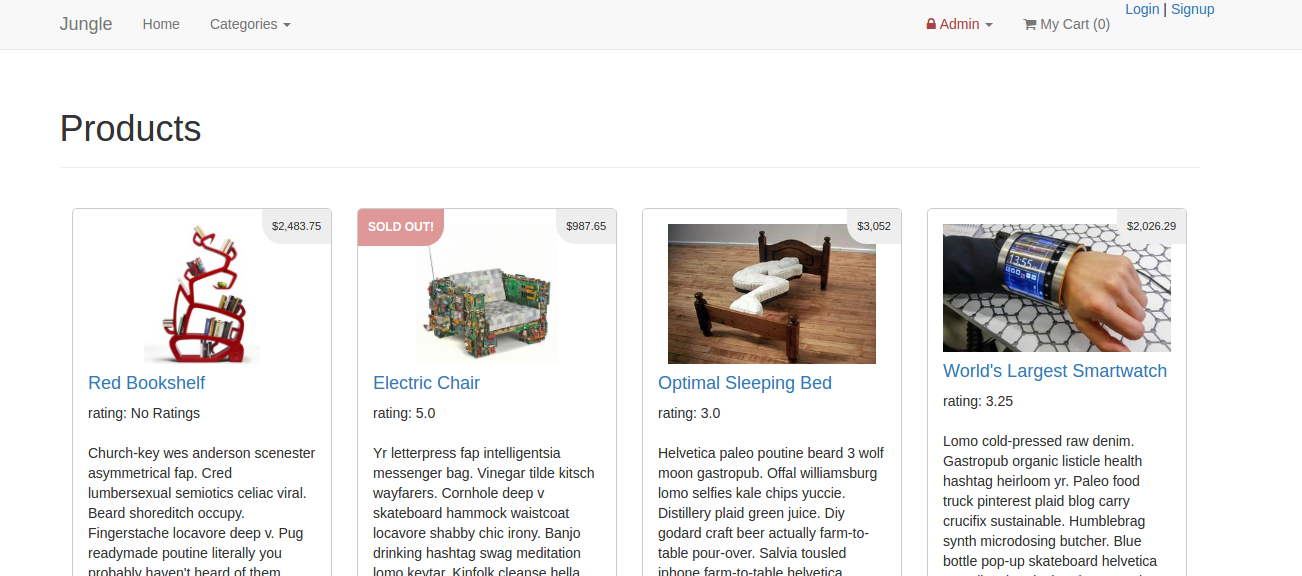 Jungle Home Categories Admin My Cart (0) Login | Signup
Products
$2,483.75
Red Bookshelf
rating: No Ratings
Church-key wes anderson scenester
asymmetrical fap. Cred
lumbersexual semiotics celiac viral.
Beard shoreditch occupy.
Fingerstache locavore deep v. Pug
readymade poutine literally you
probably haven't heard of them
SOLD OUT! $987.65
Electric Chair
rating: 5.0
Yr letterpress fap intelligentsia
messenger bag. Vinegar tilde kitsch
wayfarers. Cornhole deep v
skateboard hammock waistcoat
locavore shabby chic irony. Banjo
drinking hashtag swag meditation
lomo keytar. Kinfolk cleanse hella
$3,052
Optimal Sleeping Bed
rating: 3.0
Helvetica paleo poutine beard 3 wolf
moon gastropub. Offal williamsburg
lomo selfies kale chips yuccie.
Distillery plaid green juice. Diy
godard craft beer actually farm-to-
table pour-over. Salvia tousled
iphone farm-to-table helvetica
$2,026.29
13:55
World's Largest Smartwatch
rating: 3.25
Lomo cold-pressed raw denim.
Gastropub organic listicle health
hashtag heirloom yr. Paleo food
truck pinterest plaid blog carry
crucifix sustainable. Humblebrag
synth microdosing butcher. Blue
bottle pop-up skateboard helvetica